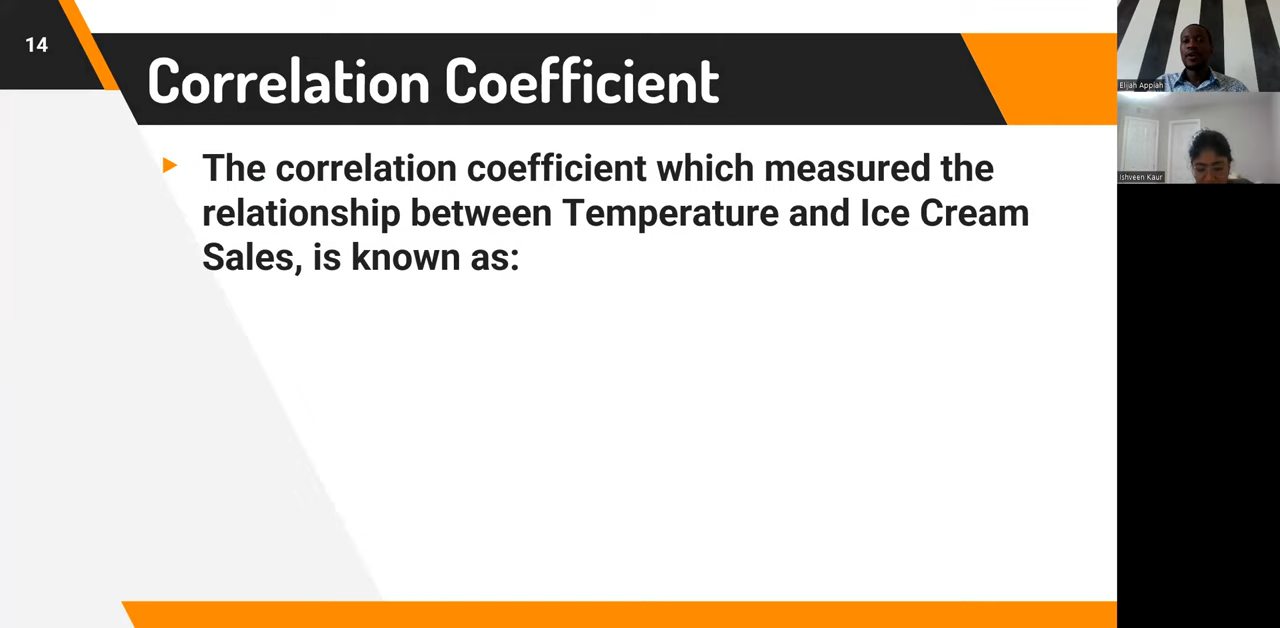 14
Correlation Coefficient
The correlation coefficient which measured the
relationship between Temperature and Ice Cream
Sales, is known as:
Elijah Appiah
Ishveen Kaur